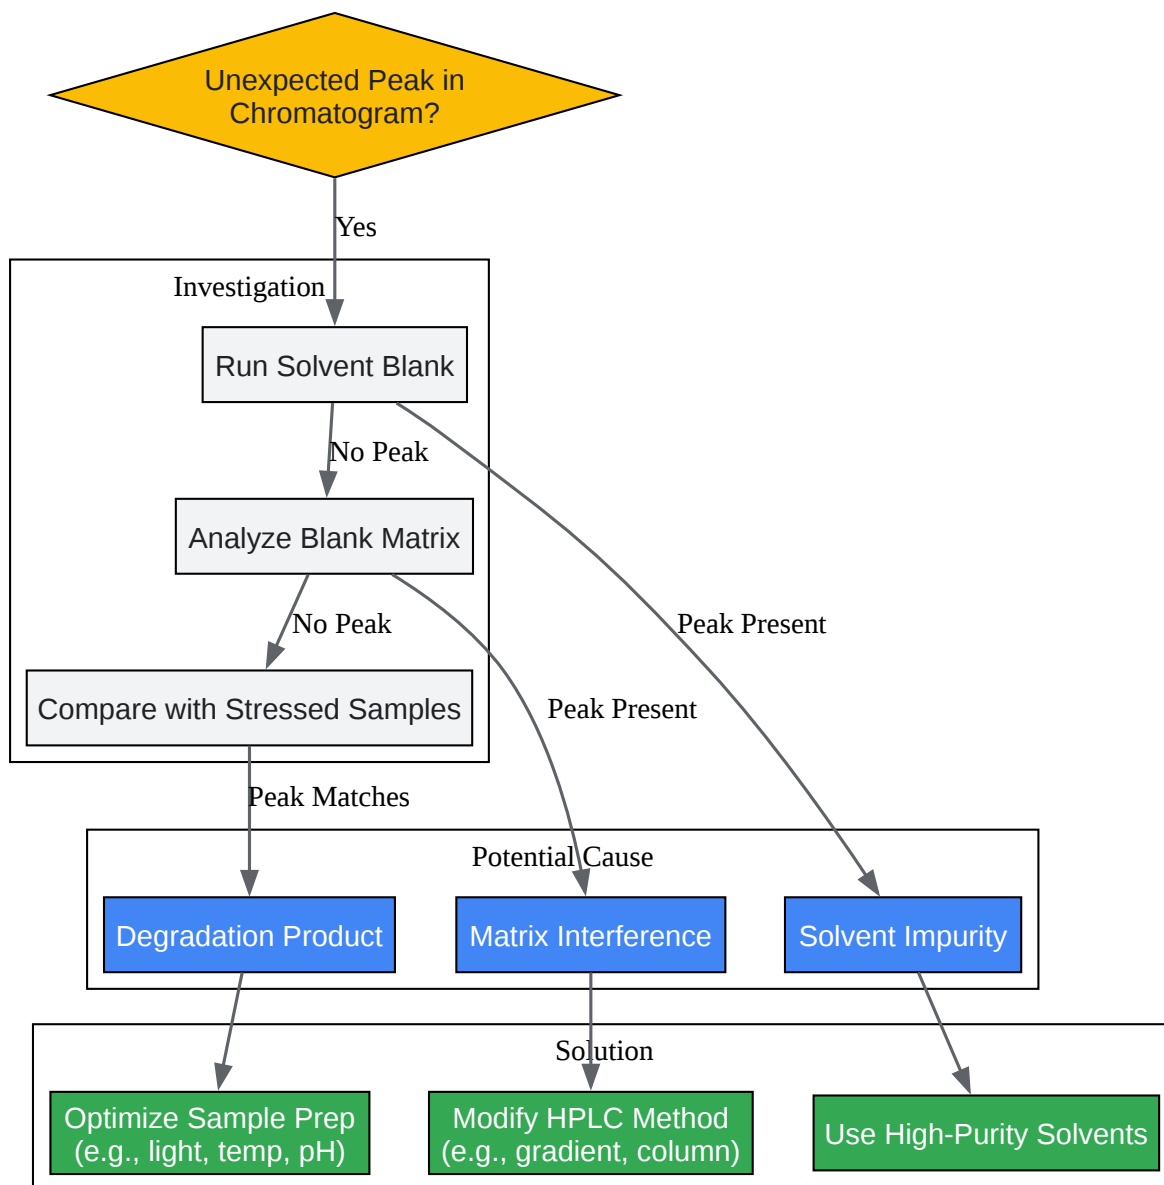 Unexpected Peak in
Chromatogram?
Yes
Investigation
Run Solvent Blank
No Peak
Analyze Blank Matrix
No Peak
Peak Present
Compare with Stressed Samples
Peak Present
Peak Matches
Potential Cause
Degradation Product
Matrix Interference
Solvent Impurity
Solution
Optimize Sample Prep
(e.g., light, temp, pH)
Modify HPLC Method
(e.g., gradient, column)
Use High-Purity Solvents